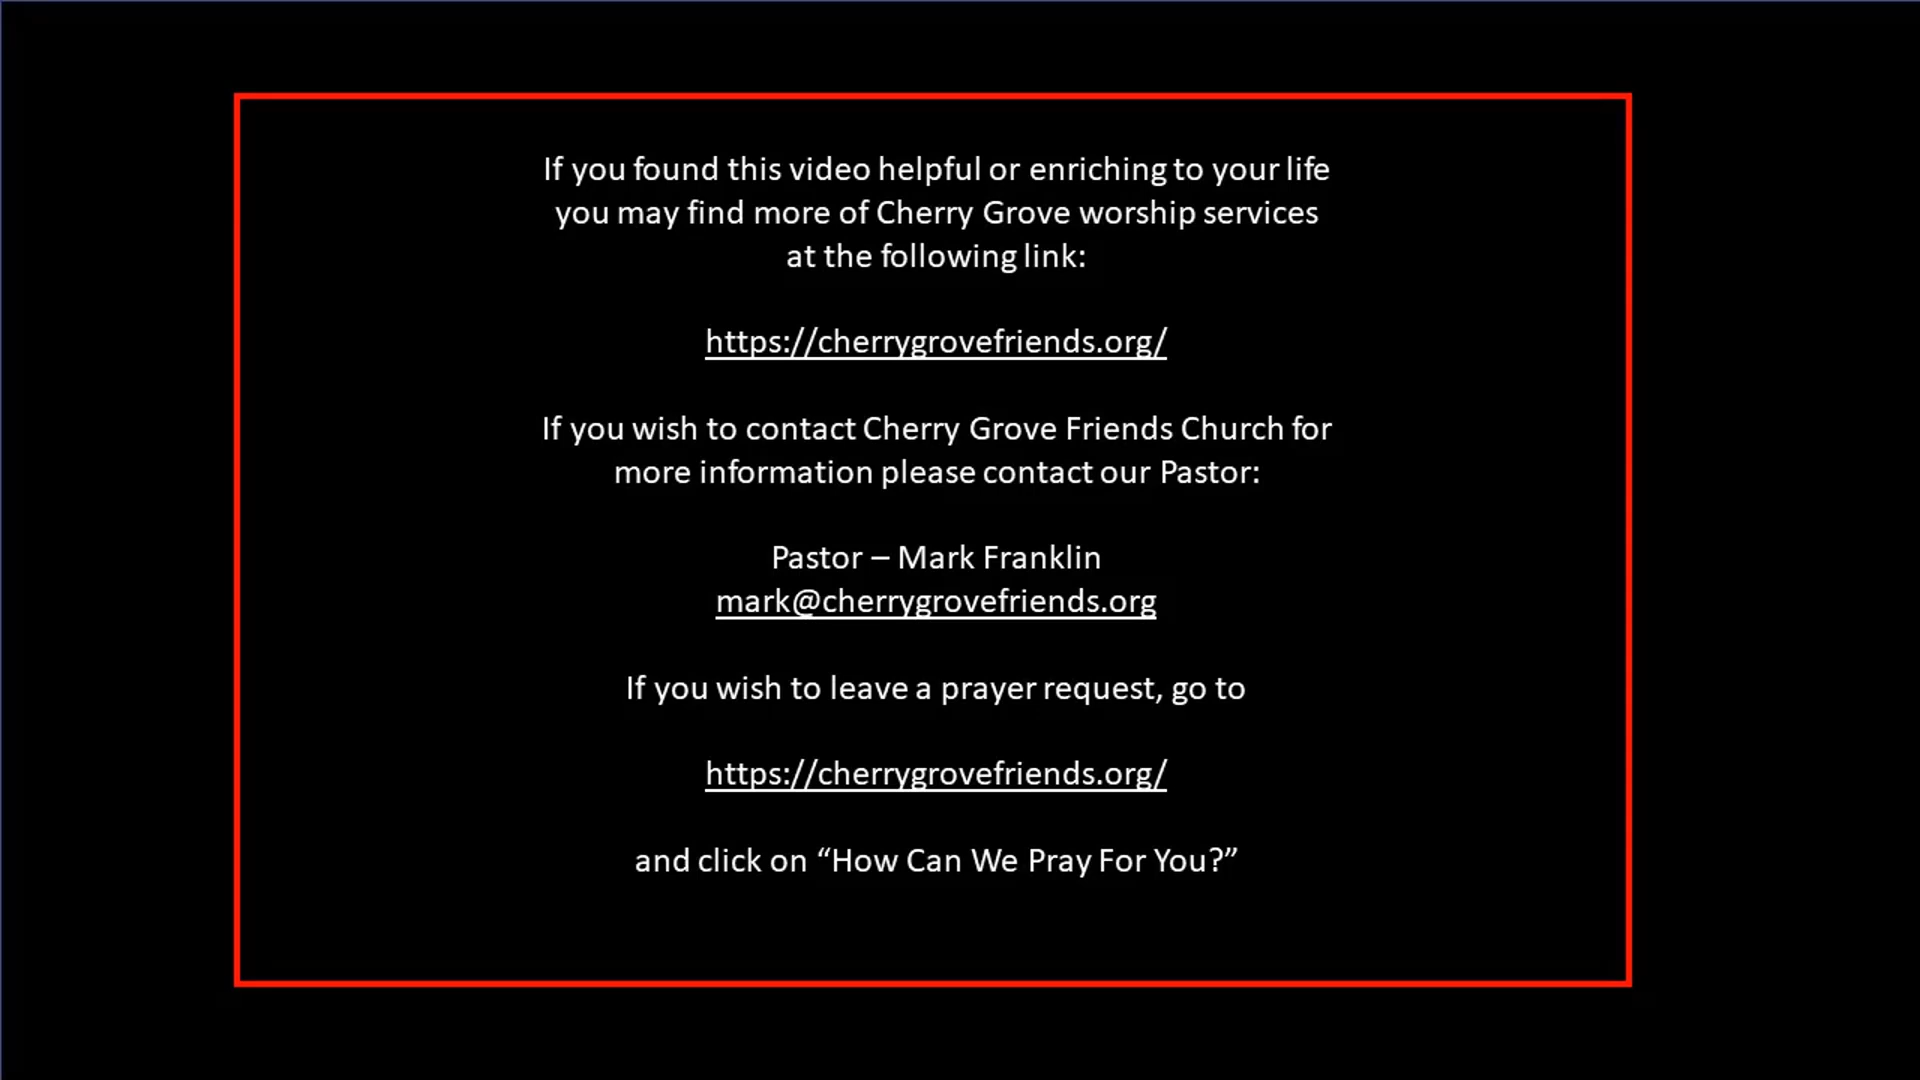 If you found this video helpful or enriching to your life
you may find more of Cherry Grove worship services
at the following link:
https://cherrygrovefriends.org/
If you wish to contact Cherry Grove Friends Church for
more information please contact our Pastor:
Pastor – Mark Franklin
mark@cherrygrovefriends.org
If you wish to leave a prayer request, go to
https://cherrygrovefriends.org/
and click on “How Can We Pray For You?”